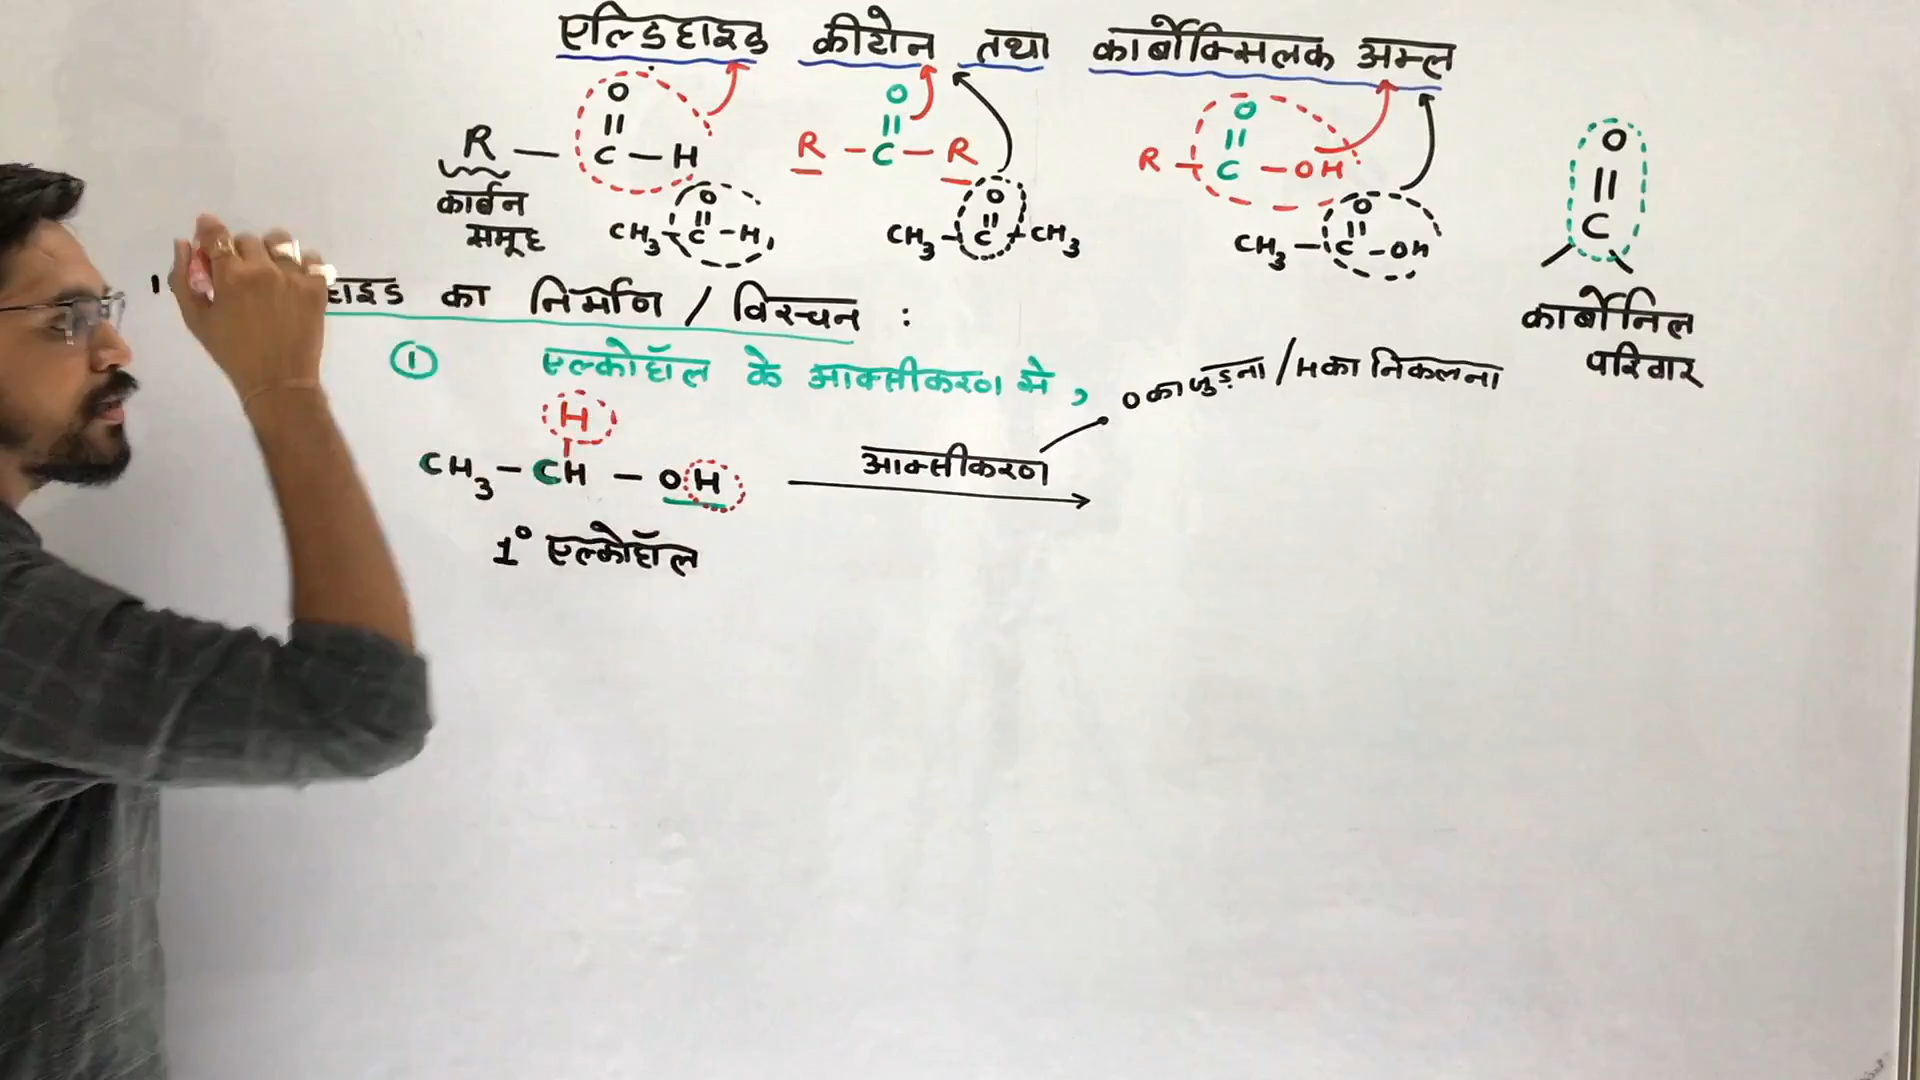 एल्डिहाइड कीटोन तथा कार्बोक्सिलक अम्ल
O O O
|| || ||
R — C — H R — C — R R — C — OH
कार्बन समूह
O O O
|| || ||
CH₃ – C – H, CH₃ – C – CH₃ CH₃ – C – OH
O
||
C
कार्बोनिल
परिवार
हाइड का निर्माण / विरचन :
① एल्कोहॉल के आक्सीकरण से,
O का जुड़ना / H का निकलना
H
CH₃ – CH – OH
आक्सीकरण
1° एल्कोहॉल